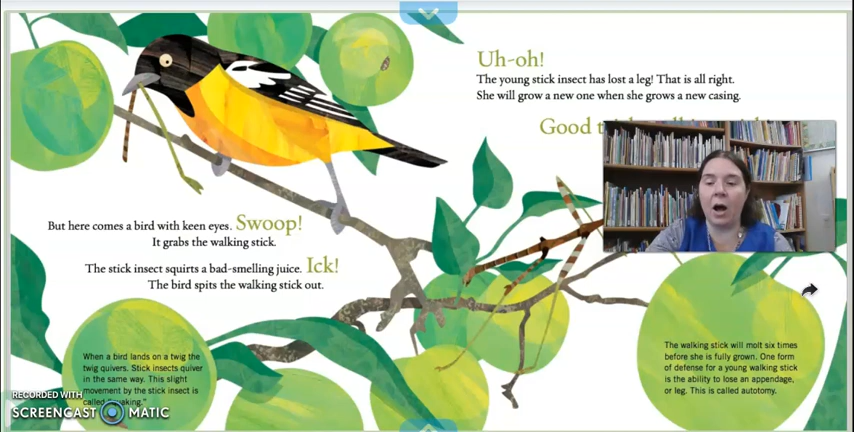 But here comes a bird with keen eyes. Swoop!
It grabs the walking stick.
The stick insect squirts a bad-smelling juice. Ick!
The bird spits the walking stick out.
When a bird lands on a twig the
twig quivers. Stick insects quiver
in the same way. This slight
movement by the stick insect is
called
Uh-oh!
The young stick insect has lost a leg! That is all right.
She will grow a new one when she grows a new casing.
Good
The walking stick will molt six times
before she is fully grown. One form
of defense for a young walking stick
is the ability to lose an appendage,
or leg. This is called autotomy.
RECORDED WITH
SCREENCAST MATIC